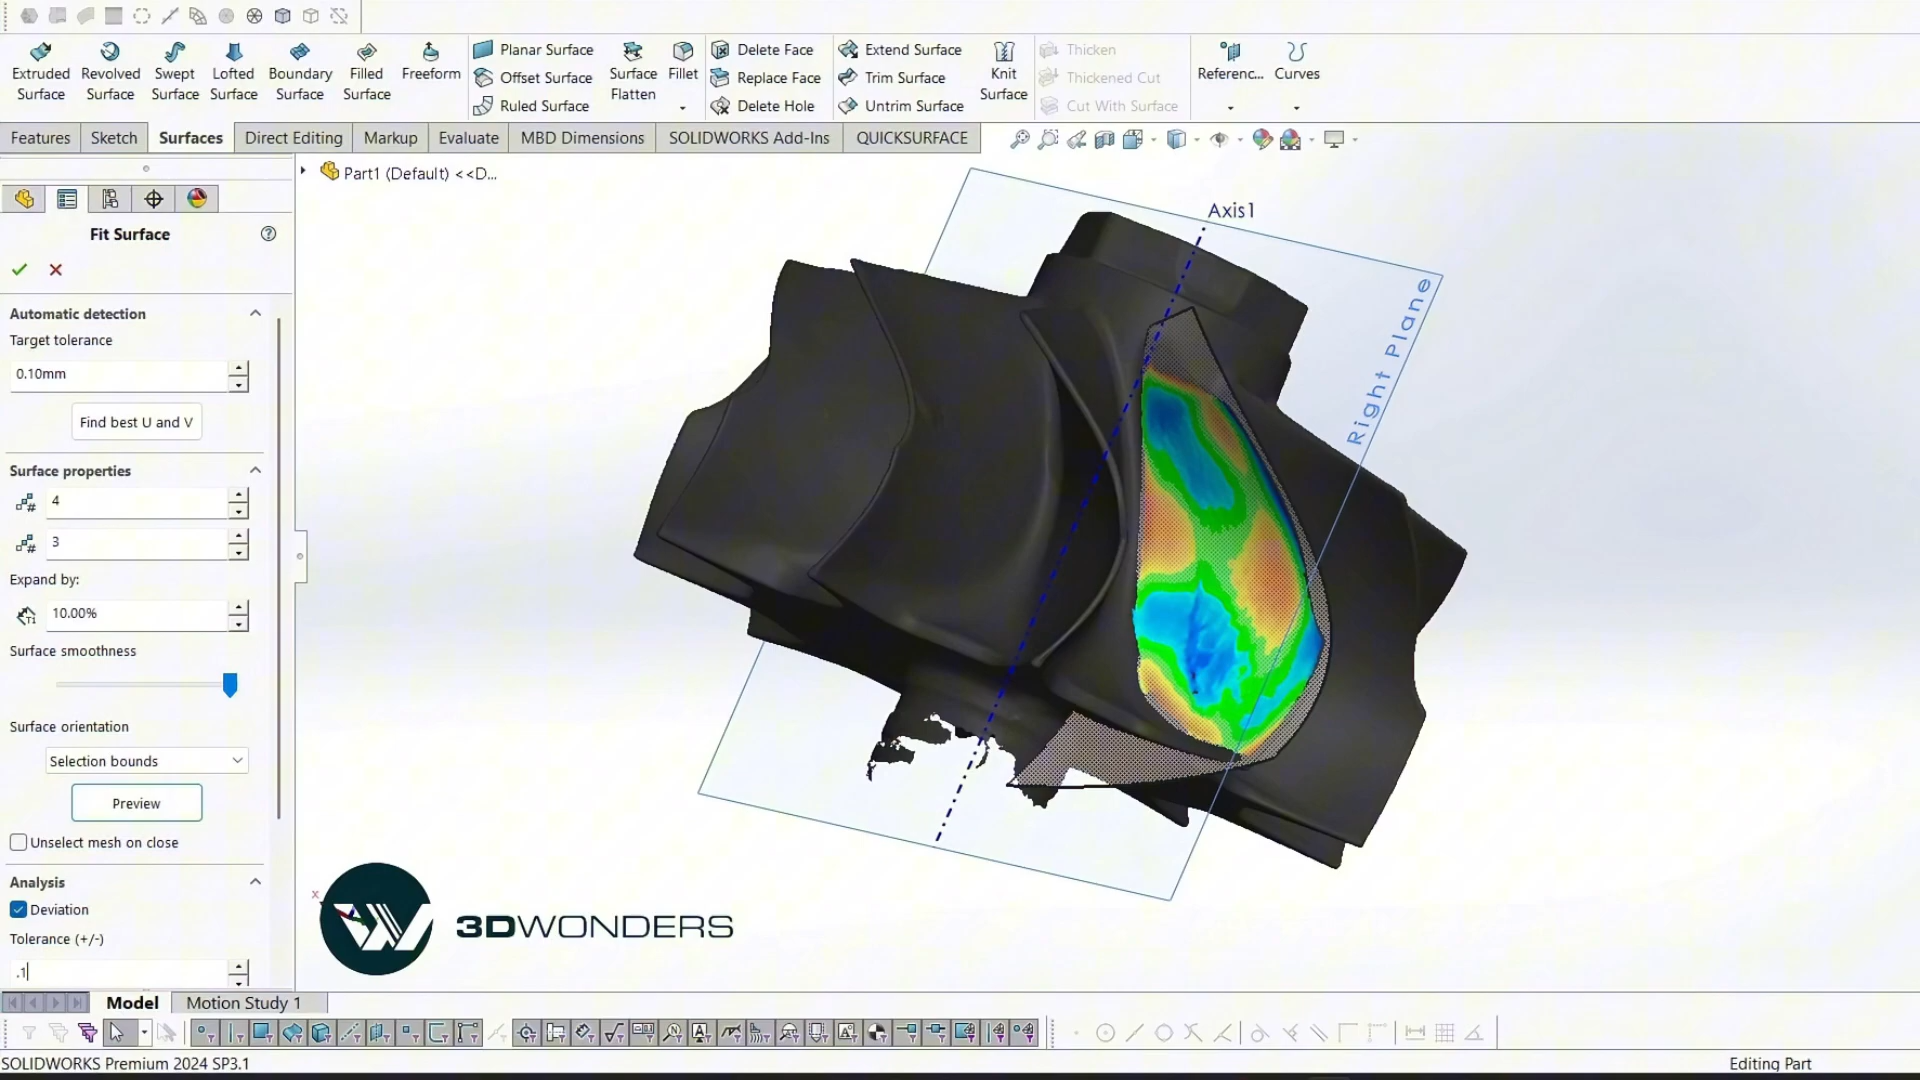 Extruded Surface
Revolved Surface
Swept Surface
Lofted Surface
Boundary Surface
Filled Surface
Freeform
Planar Surface
Offset Surface
Ruled Surface
Surface Flatten
Fillet
Delete Face
Replace Face
Delete Hole
Extend Surface
Trim Surface
Untrim Surface
Knit Surface
Thicken
Thickened Cut
Cut With Surface
Referenc...
Curves
Features
Sketch
Surfaces
Direct Editing
Markup
Evaluate
MBD Dimensions
SOLIDWORKS Add-Ins
QUICKSURFACE
Part1 (Default) <<D...
Fit Surface
Automatic detection
Target tolerance
0.10mm
Find best U and V
Surface properties
4
3
Expand by:
10.00%
Surface smoothness
Surface orientation
Selection bounds
Preview
Unselect mesh on close
Analysis
Deviation
Tolerance (+/-)
.1
Axis1
Right Plane
x
3DWONDERS
Model
Motion Study 1
SOLIDWORKS Premium 2024 SP3.1
Editing Part